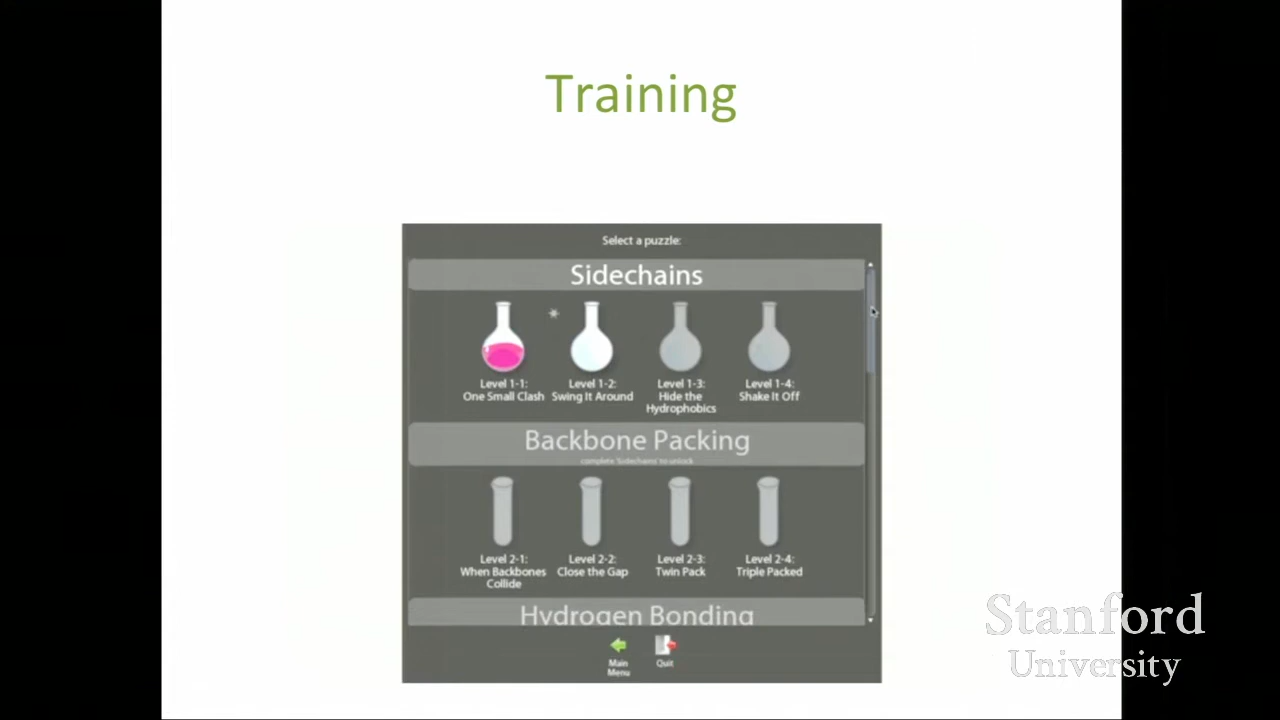 Training
Select a puzzle:
Sidechains
*
Level 1-1: One Small Clash
Level 1-2: Swing It Around
Level 1-3: Hide the Hydrophobics
Level 1-4: Shake It Off
Backbone Packing
complete 'Sidechains' to unlock
Level 2-1: When Backbones Collide
Level 2-2: Close the Gap
Level 2-3: Twin Pack
Level 2-4: Triple Packed
Hydrogen Bonding
Main Menu
Quit
Stanford
University